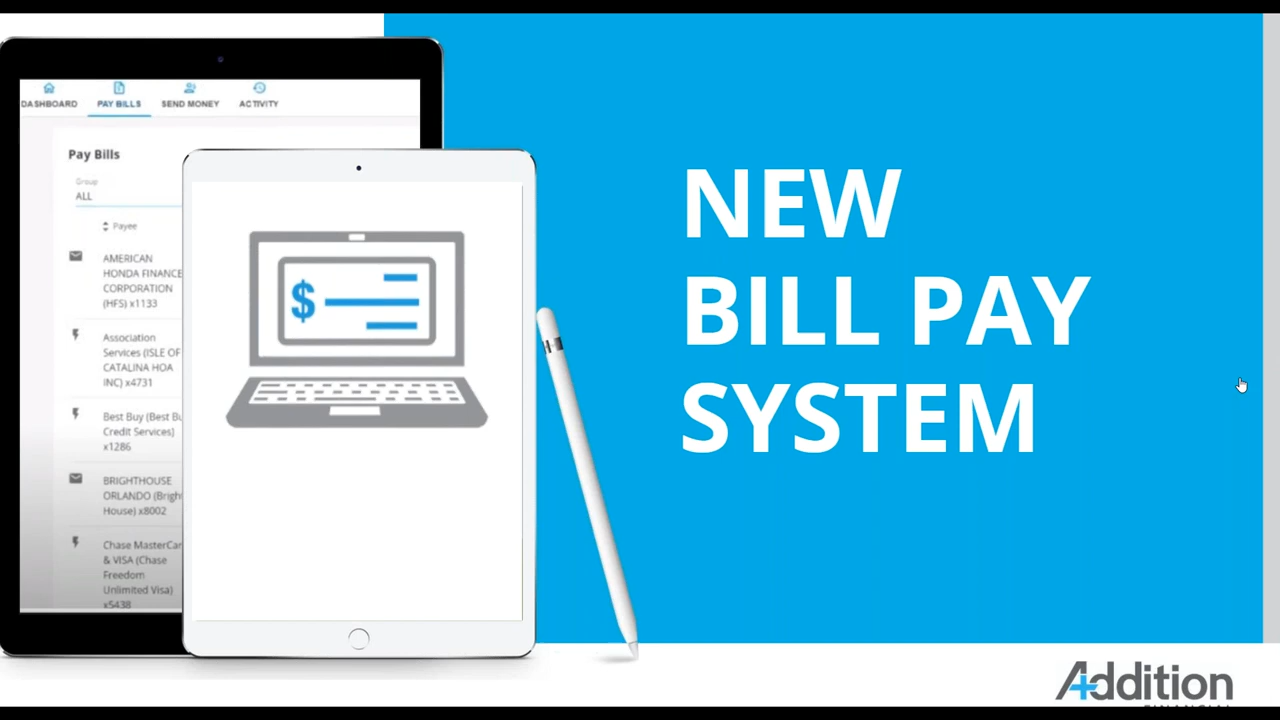 DASHBOARD PAY BILLS SEND MONEY ACTIVITY
Pay Bills
Group
ALL
Payee
AMERICAN
HONDA FINANCE
CORPORATION
(HFS) x1133
Association
Services (ISLE OF
CATALINA HOA
INC) x4731
Best Buy (Best Bu
Credit Services)
x1286
BRIGHTHOUSE
ORLANDO (Brigh
House) x8002
Chase MasterCar
& VISA (Chase
Freedom
Unlimited Visa)
x5438
$
NEW
BILL PAY
SYSTEM
Addition
FINANCIAL